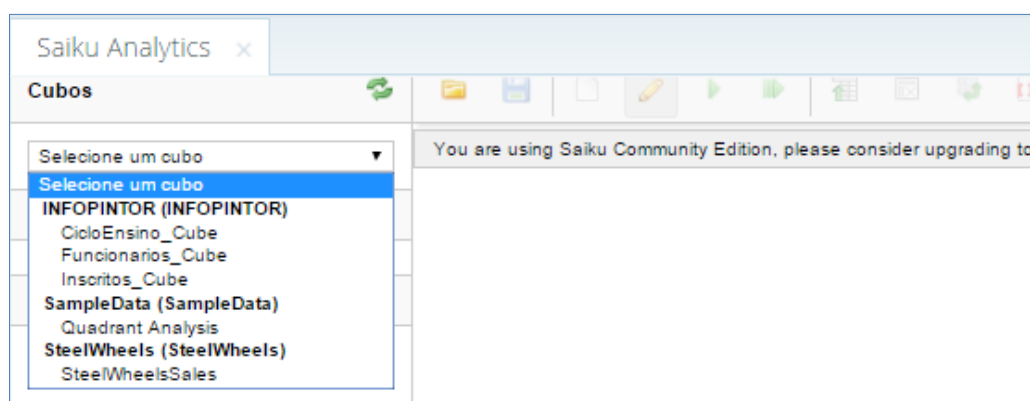 Saiku Analytics ×
Cubos
Selecione um cubo
You are using Saiku Community Edition, please consider upgrading to
Selecione um cubo
INFOPINTOR (INFOPINTOR)
CicloEnsino_Cube
Funcionarios_Cube
Inscritos_Cube
SampleData (SampleData)
Quadrant Analysis
SteelWheels (SteelWheels)
SteelWheelsSales